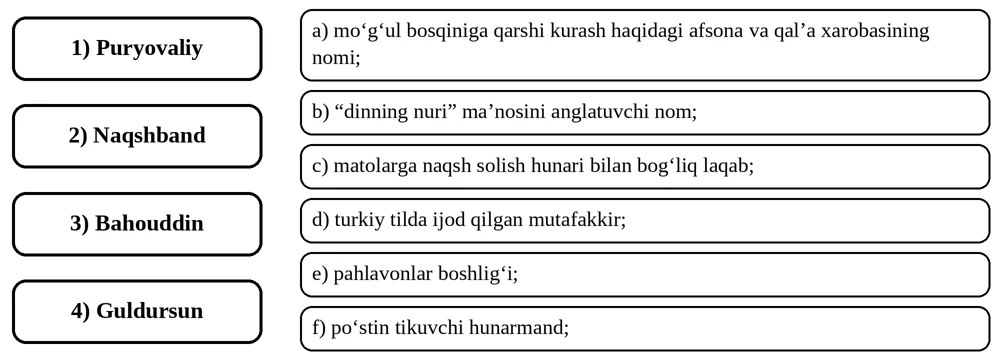 1) Puryovaliy
2) Naqshband
3) Bahouddin
4) Guldursun
a) mo‘g‘ul bosqiniga qarshi kurash haqidagi afsona va qal’a xarobasining
nomi;
b) “dinning nuri” ma’nosini anglatuvchi nom;
c) matolarga naqsh solish hunari bilan bog‘liq laqab;
d) turkiy tilda ijod qilgan mutafakkir;
e) pahlavonlar boshlig‘i;
f) po‘stin tikuvchi hunarmand;